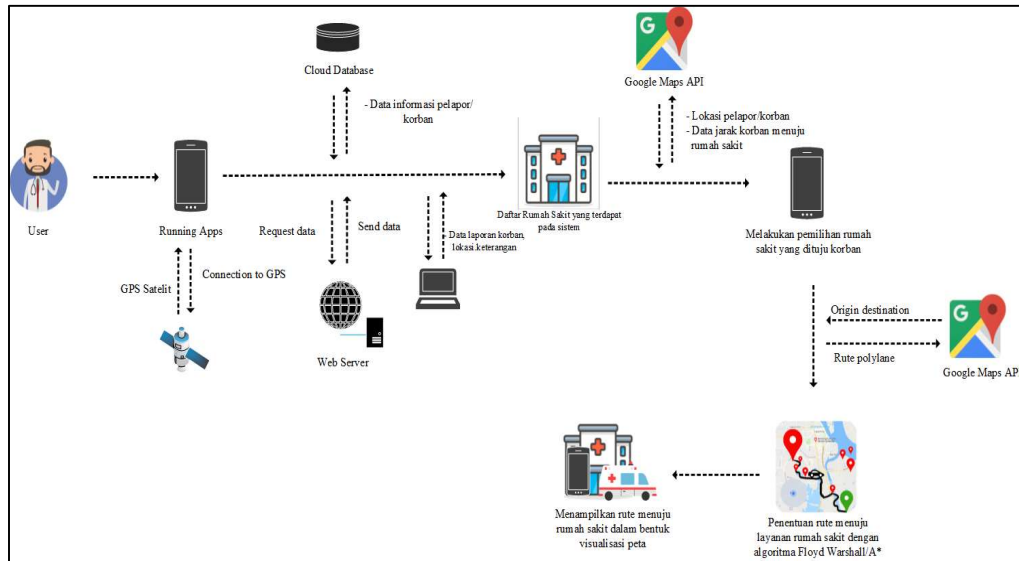 Cloud Database
- Data informasi pelapor/
korban
G
Google Maps API
- Lokasi pelapor/korban
- Data jarak korban menuju
rumah sakit
User
Running Apps
Request data
Send data
- Data laporan korban,
lokasi.keterangan
Daftar Rumah Sakit yang terdapat
pada sistem
Melakukan pemilihan rumah
sakit yang dituju korban
GPS Satelit
Connection to GPS
Web Server
Origin destination
Rute polylane
G
Google Maps API
Menampilkan rute menuju
rumah sakit dalam bentuk
visualisasi peta
Penentuan rute menuju
layanan rumah sakit dengan
algoritma Floyd Warshall/A*